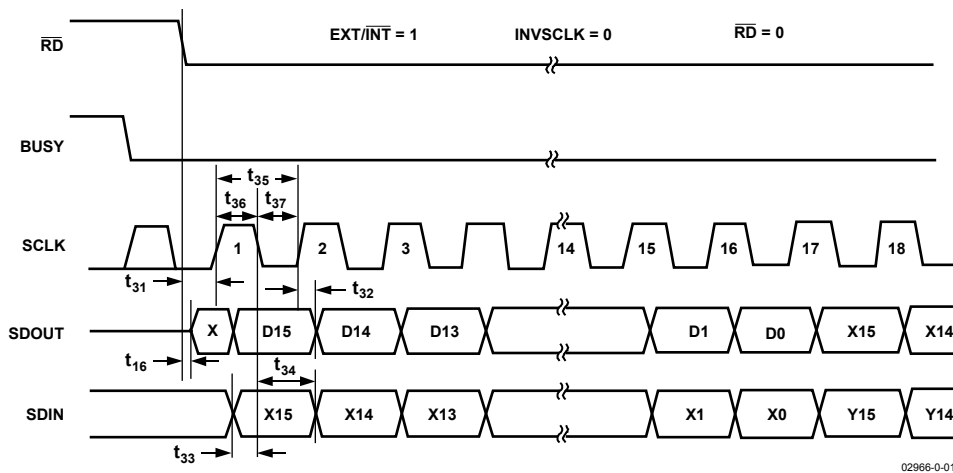 RD EXT/INT = 1 INVSCLK = 0 RD = 0
BUSY
t35
t36 t37
SCLK 1 2 3 14 15 16 17 18
t31 t32
SDOUT X D15 D14 D13 D1 D0 X15 X14
t16 t34
SDIN X15 X14 X13 X1 X0 Y15 Y14
t33
02966-0-01